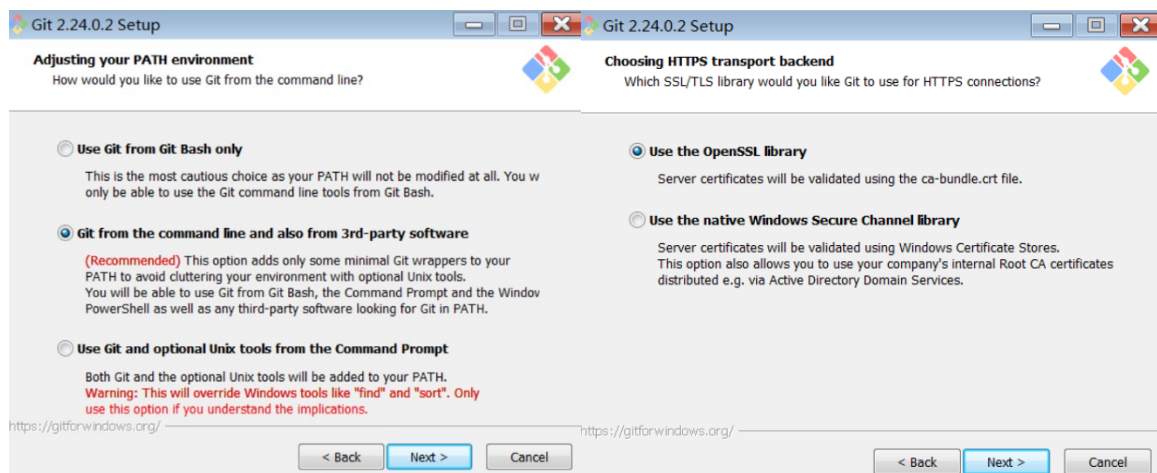 Git 2.24.0.2 Setup
Adjusting your PATH environment
How would you like to use Git from the command line?
Use Git from Git Bash only
This is the most cautious choice as your PATH will not be modified at all. You w
only be able to use the Git command line tools from Git Bash.
Git from the command line and also from 3rd-party software
(Recommended) This option adds only some minimal Git wrappers to your
PATH to avoid cluttering your environment with optional Unix tools.
You will be able to use Git from Git Bash, the Command Prompt and the Window
PowerShell as well as any third-party software looking for Git in PATH.
Use Git and optional Unix tools from the Command Prompt
Both Git and the optional Unix tools will be added to your PATH.
Warning: This will override Windows tools like "find" and "sort". Only
use this option if you understand the implications.
https://gitforwindows.org/
< Back Next > Cancel
Git 2.24.0.2 Setup
Choosing HTTPS transport backend
Which SSL/TLS library would you like Git to use for HTTPS connections?
Use the OpenSSL library
Server certificates will be validated using the ca-bundle.crt file.
Use the native Windows Secure Channel library
Server certificates will be validated using Windows Certificate Stores.
This option also allows you to use your company's internal Root CA certificates
distributed e.g. via Active Directory Domain Services.
https://gitforwindows.org/
< Back Next > Cancel